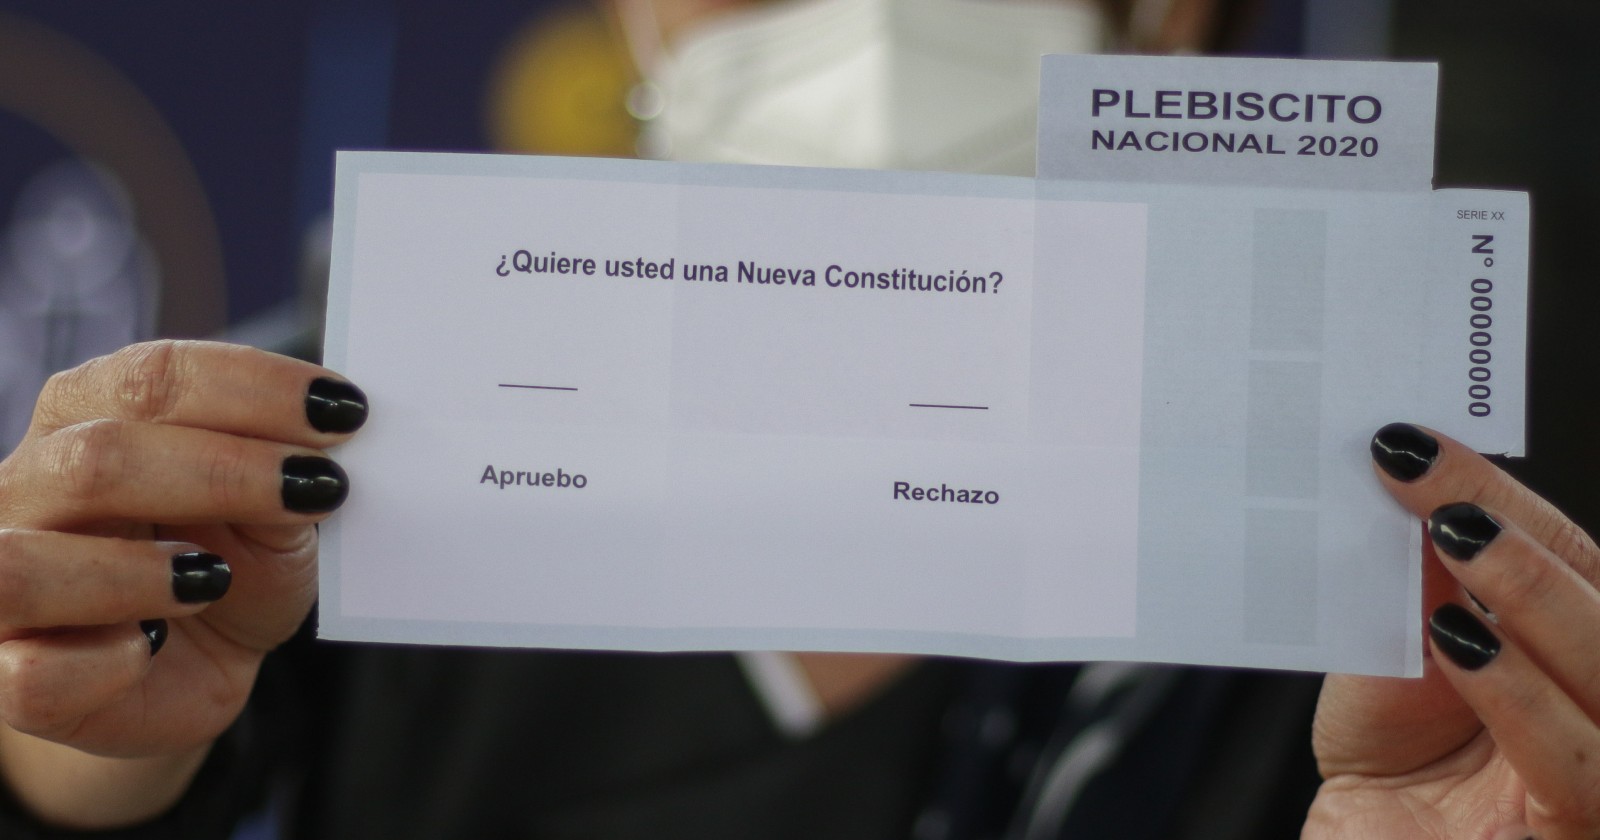 PLEBISCITO
NACIONAL 2020
SERIE XX
N° 00000000
¿Quiere usted una Nueva Constitución?
Apruebo
Rechazo